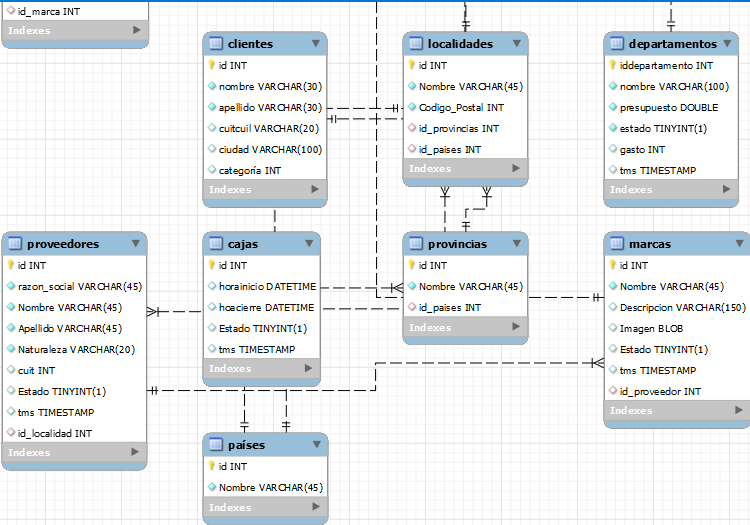 id_marca INT
Indexes
clientes
id INT
nombre VARCHAR(30)
apellido VARCHAR(30)
cuitcuil VARCHAR(20)
ciudad VARCHAR(100)
categoría INT
Indexes
localidades
id INT
Nombre VARCHAR(45)
Codigo_Postal INT
id_provincias INT
id_paises INT
Indexes
departamentos
iddepartamento INT
nombre VARCHAR(100)
presupuesto DOUBLE
estado TINYINT(1)
gasto INT
tms TIMESTAMP
Indexes
proveedores
id INT
razon_social VARCHAR(45)
Nombre VARCHAR(45)
Apellido VARCHAR(45)
Naturaleza VARCHAR(20)
cuit INT
Estado TINYINT(1)
tms TIMESTAMP
id_localidad INT
Indexes
cajas
id INT
horainicio DATETIME
hoacierre DATETIME
Estado TINYINT(1)
tms TIMESTAMP
Indexes
provincias
id INT
Nombre VARCHAR(45)
id_paises INT
Indexes
marcas
id INT
Nombre VARCHAR(45)
Descripcion VARCHAR(150)
Imagen BLOB
Estado TINYINT(1)
tms TIMESTAMP
id_proveedor INT
Indexes
países
id INT
Nombre VARCHAR(45)
Indexes